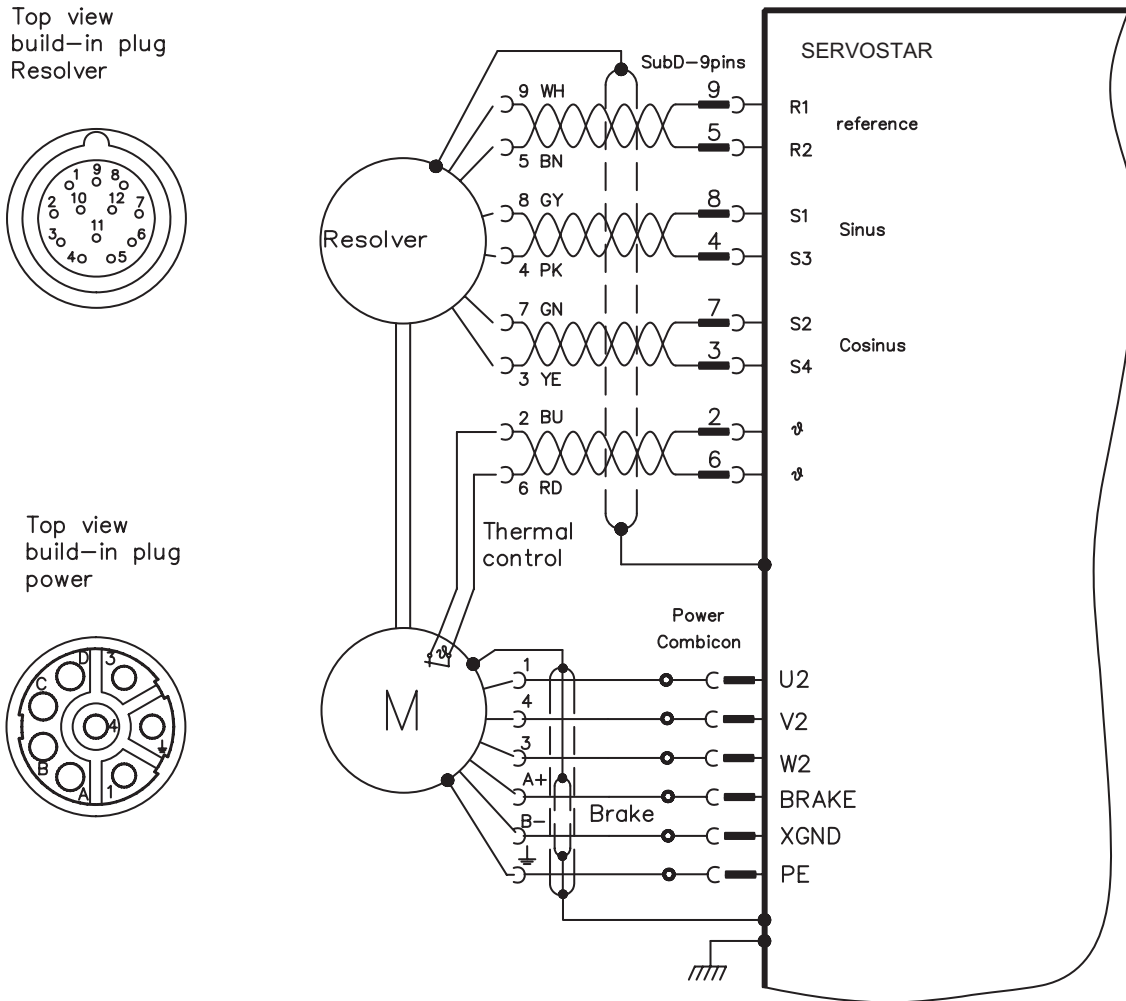 Top view
build-in plug
Resolver
1 9 8
2 10 12 7
3 11 6
4 5
Top view
build-in plug
power
D 3
C
4
B
A 1
Resolver
9 WH
5 BN
8 GY
4 PK
7 GN
3 YE
2 BU
6 RD
Thermal
control
SubD-9pins
9
5
8
4
7
3
2
6
SERVOSTAR
R1
reference
R2
S1
Sinus
S3
S2
Cosinus
S4
ϑ
ϑ
ϑ
M
Power
Combicon
1
4
3
A+
B-
Brake
U2
V2
W2
BRAKE
XGND
PE